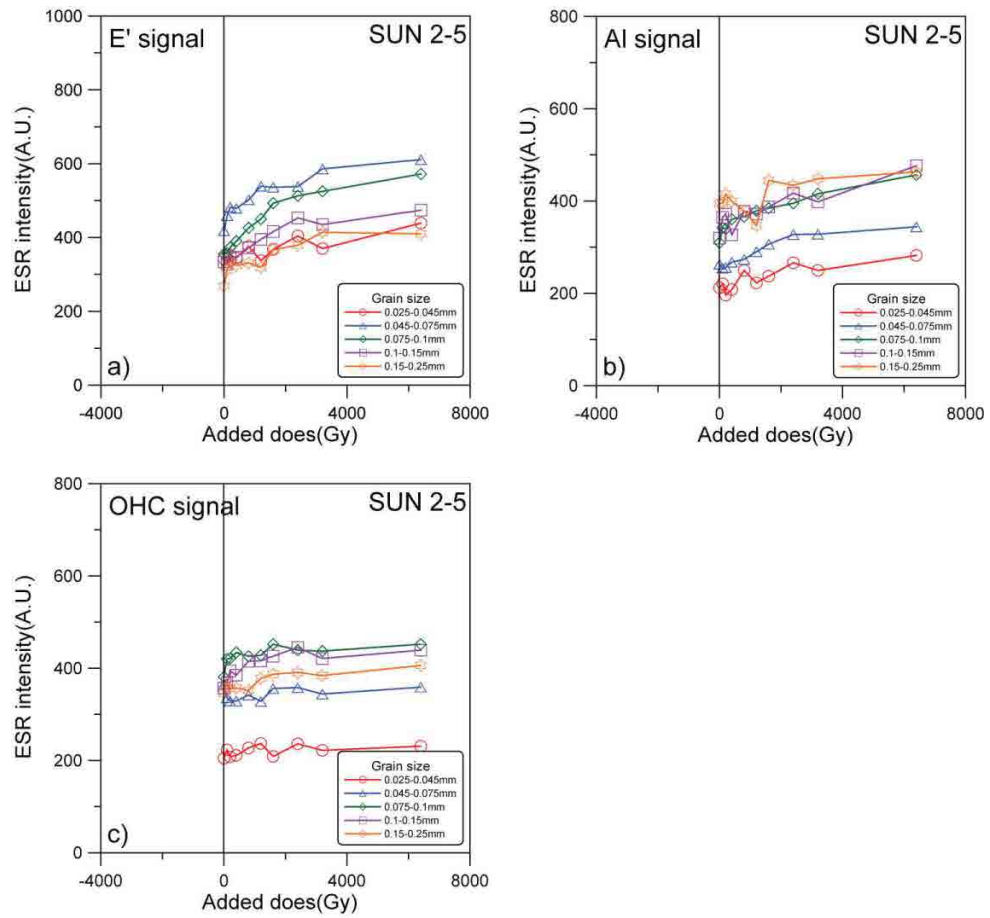 E' signal
SUN 2-5
1000
800
600
400
200
0
ESR intensity(A.U.)
Grain size
0.025-0.045mm
0.045-0.075mm
0.075-0.1mm
0.1-0.15mm
0.15-0.25mm
a)
-4000
0
4000
8000
Added does(Gy)
Al signal
SUN 2-5
800
600
400
200
0
ESR intensity(A.U.)
Grain size
0.025-0.045mm
0.045-0.075mm
0.075-0.1mm
0.1-0.15mm
0.15-0.25mm
b)
-4000
0
4000
8000
Added does(Gy)
OHC signal
SUN 2-5
800
600
400
200
0
ESR intensity(A.U.)
Grain size
0.025-0.045mm
0.045-0.075mm
0.075-0.1mm
0.1-0.15mm
0.15-0.25mm
c)
-4000
0
4000
8000
Added does(Gy)